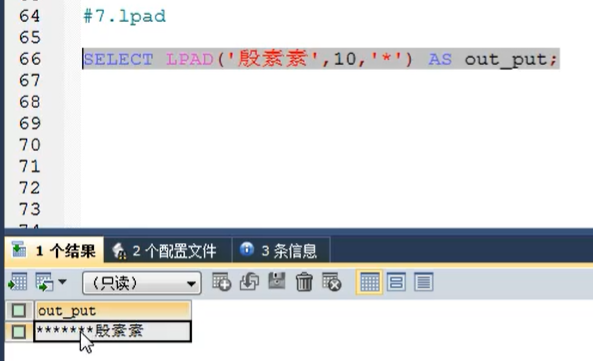 64 #7.lpad
65
66 SELECT LPAD('殷素素',10,'*') AS out_put;
67
68
69
70
71
72
73
1 个结果 2 个配置文件 3 条信息
（只读）
out_put
*******殷素素